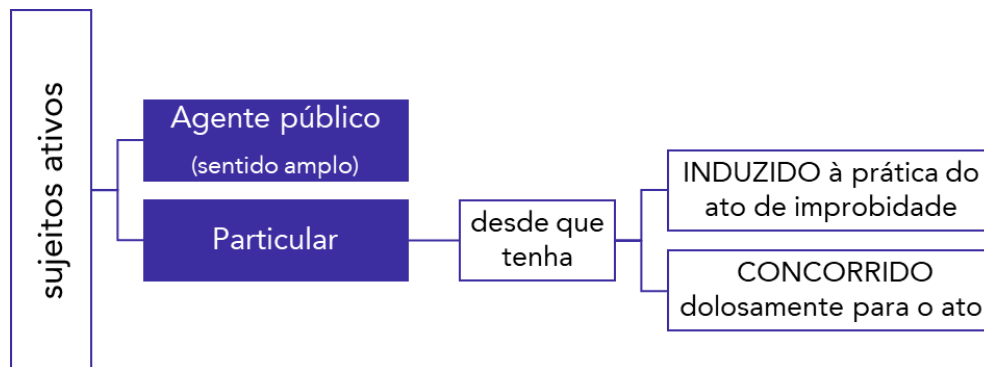 sujeitos ativos
Agente público
(sentido amplo)
Particular
desde que
tenha
INDUZIDO à prática do
ato de improbidade
CONCORRIDO
dolosamente para o ato